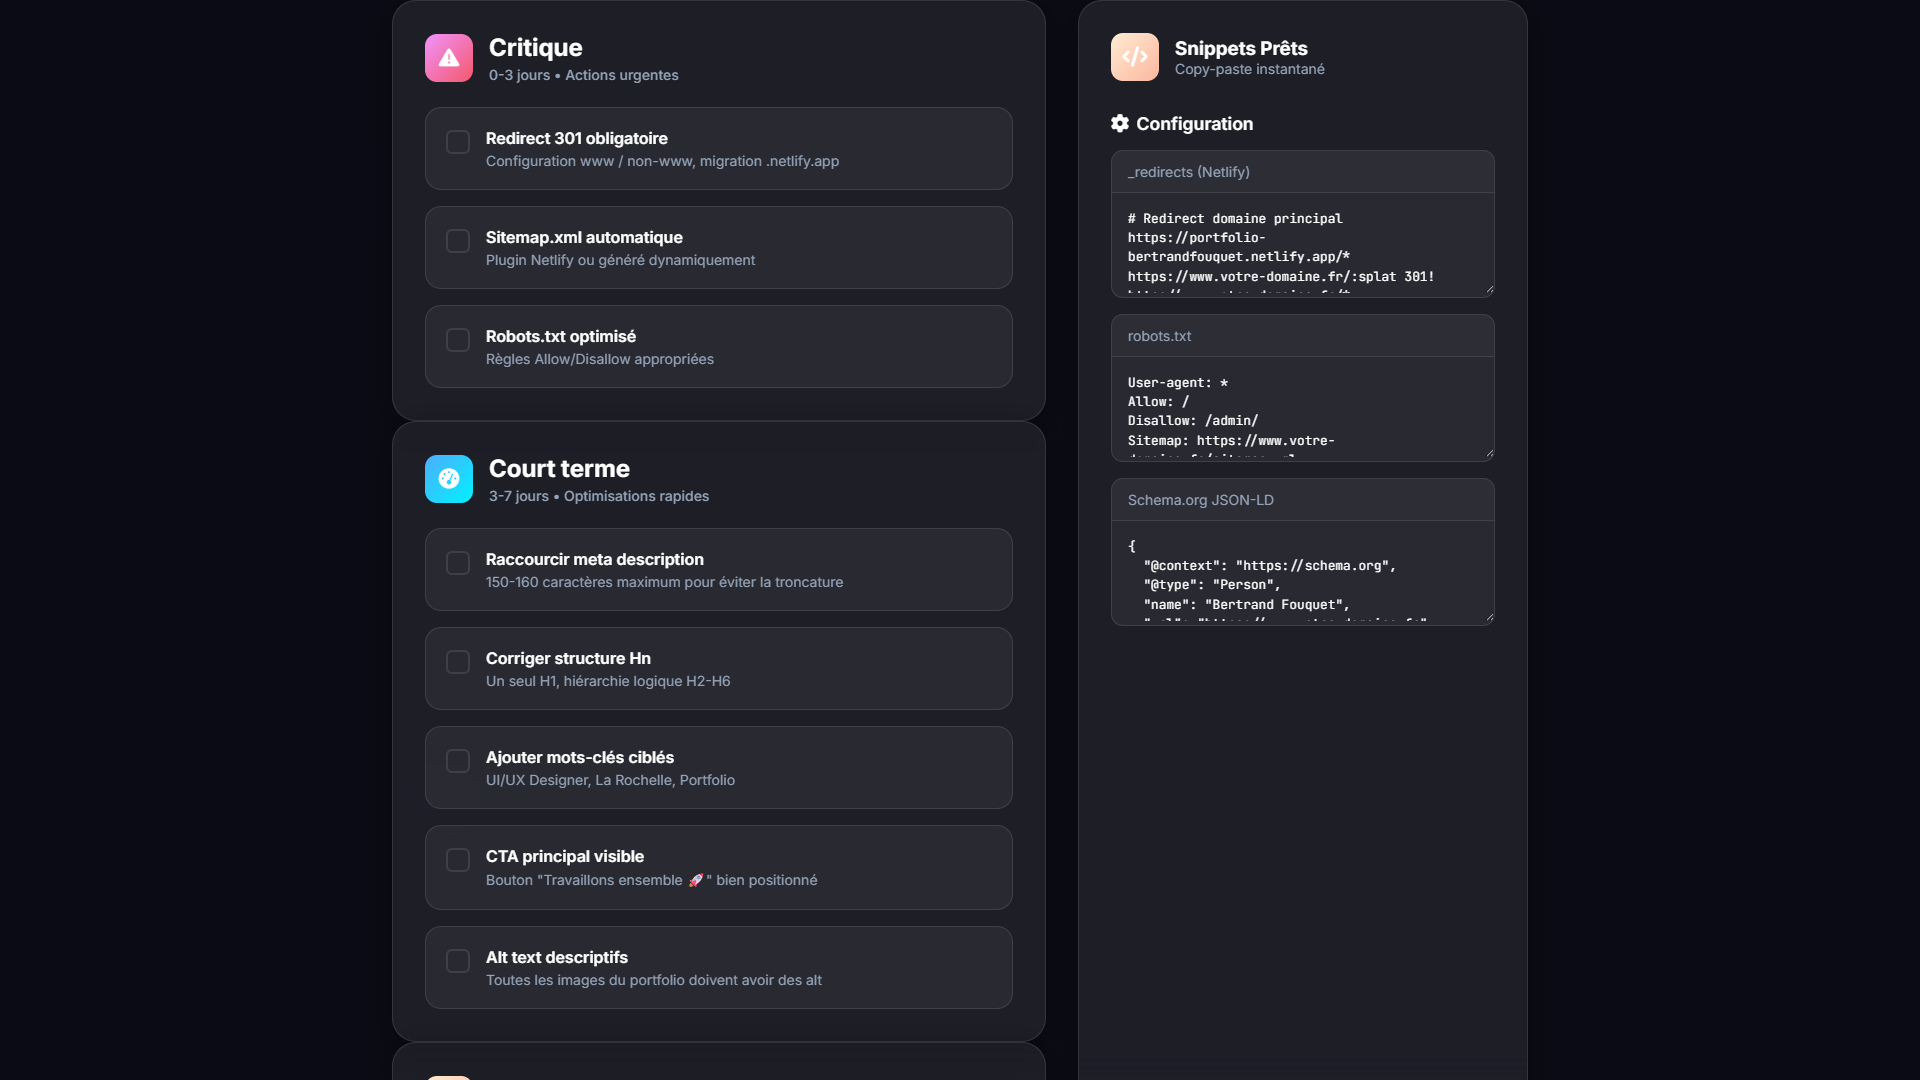 Critique
0-3 jours • Actions urgentes
Redirect 301 obligatoire
Configuration www / non-www, migration .netlify.app
Sitemap.xml automatique
Plugin Netlify ou généré dynamiquement
Robots.txt optimisé
Règles Allow/Disallow appropriées
Court terme
3-7 jours • Optimisations rapides
Raccourcir meta description
150-160 caractères maximum pour éviter la troncature
Corriger structure Hn
Un seul H1, hiérarchie logique H2-H6
Ajouter mots-clés ciblés
UI/UX Designer, La Rochelle, Portfolio
CTA principal visible
Bouton "Travaillons ensemble 🚀" bien positionné
Alt text descriptifs
Toutes les images du portfolio doivent avoir des alt
Snippets Prêts
Copy-paste instantané
Configuration
_redirects (Netlify)
# Redirect domaine principal
https://portfolio-
bertrandfouquet.netlify.app/*
https://www.votre-domaine.fr/:splat 301!
robots.txt
User-agent: *
Allow: /
Disallow: /admin/
Sitemap: https://www.votre-
Schema.org JSON-LD
{
"@context": "https://schema.org",
"@type": "Person",
"name": "Bertrand Fouquet",